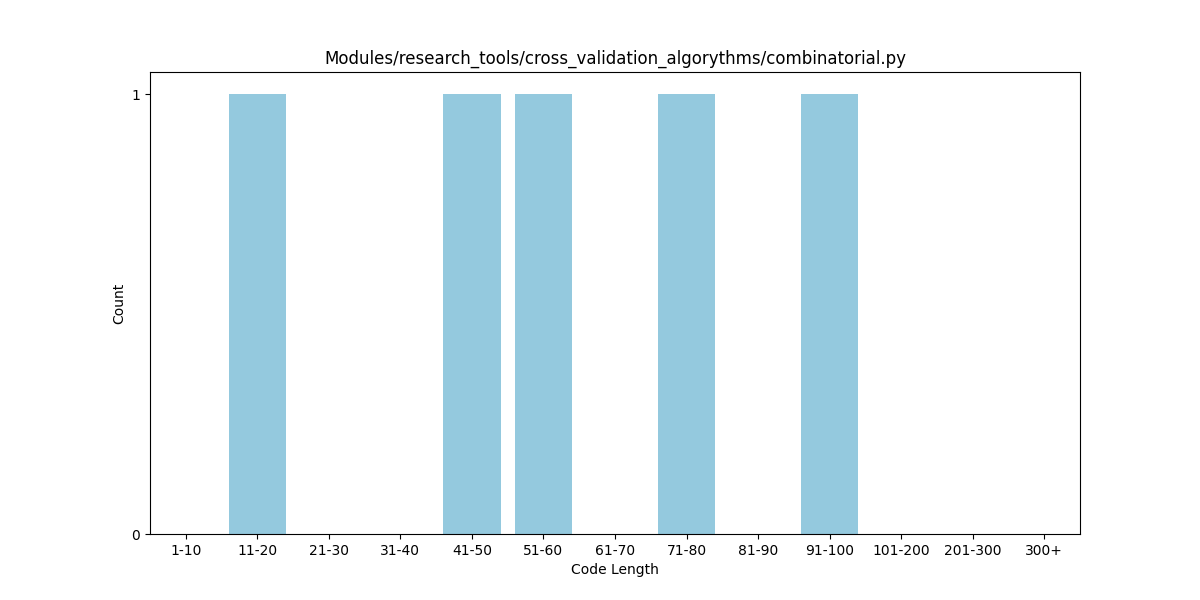 Modules/research_tools/cross_validation_algorythms/combinatorial.py
1
Count
0
1-10 11-20 21-30 31-40 41-50 51-60 61-70 71-80 81-90 91-100 101-200 201-300 300+
Code Length